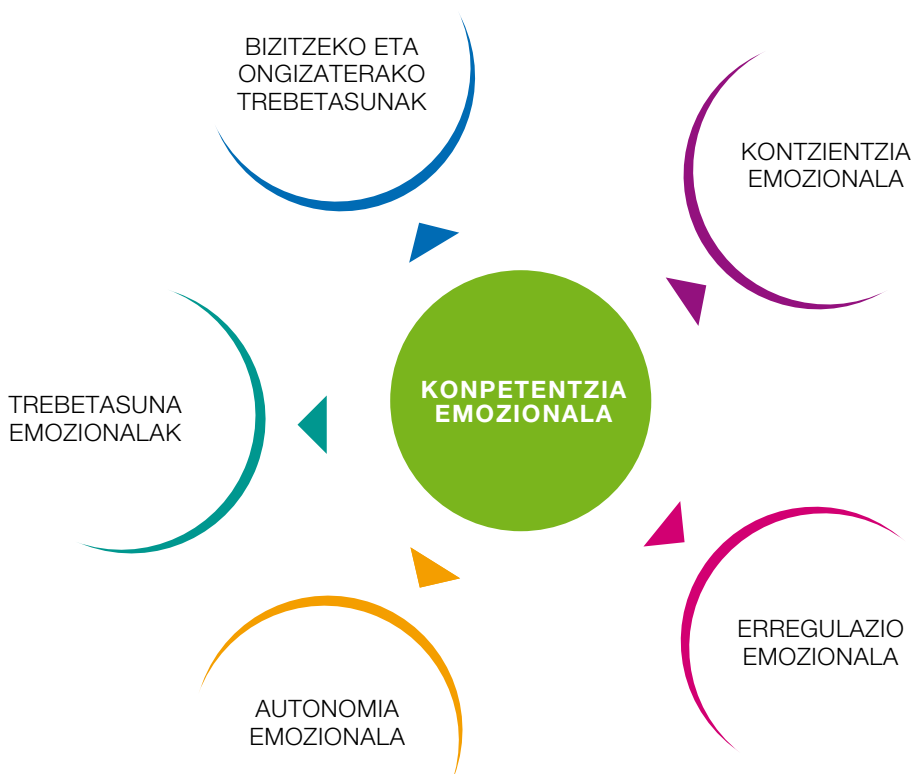 BIZITZEKO ETA
ONGIZATERAKO
TREBETASUNAK
KONTZIENTZIA
EMOZIONALA
KONPETENTZIA
EMOZIONALA
TREBETASUNA
EMOZIONALAK
ERREGULAZIO
EMOZIONALA
AUTONOMIA
EMOZIONALA